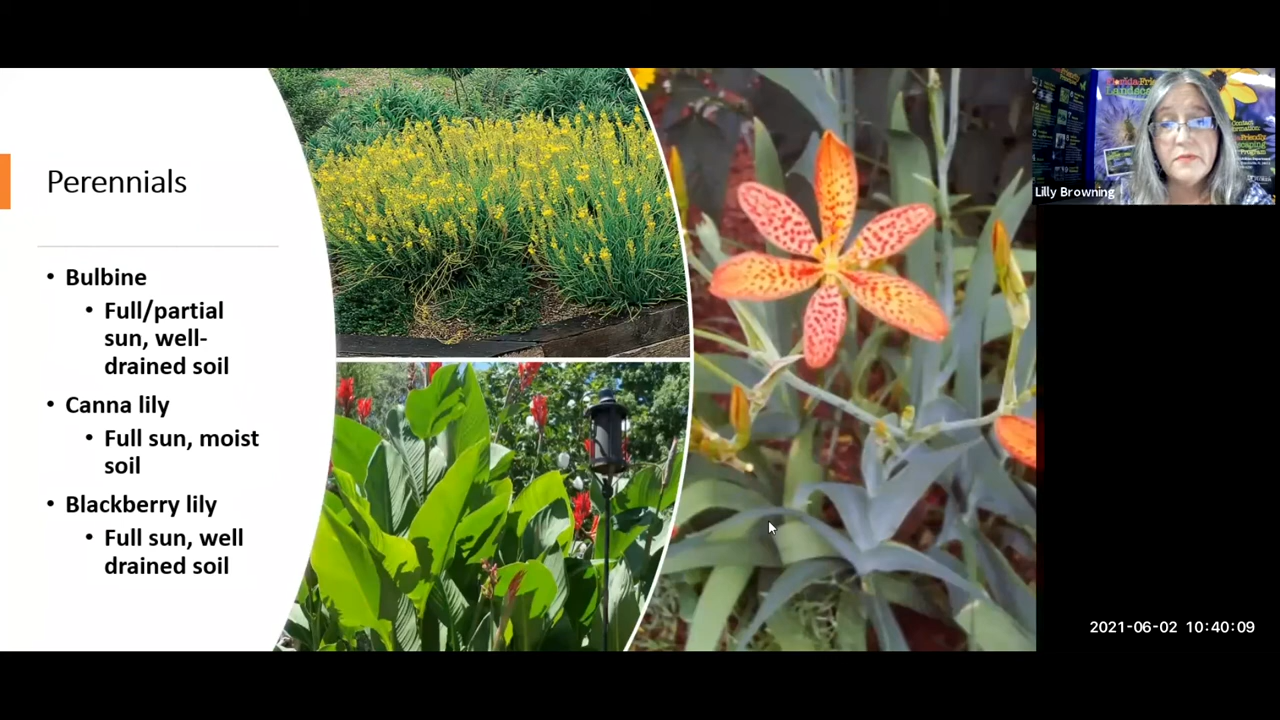 Perennials
• Bulbine
• Full/partial
sun, well-
drained soil
• Canna lily
• Full sun, moist
soil
• Blackberry lily
• Full sun, well
drained soil
Lilly Browning
2021-06-02 10:40:09